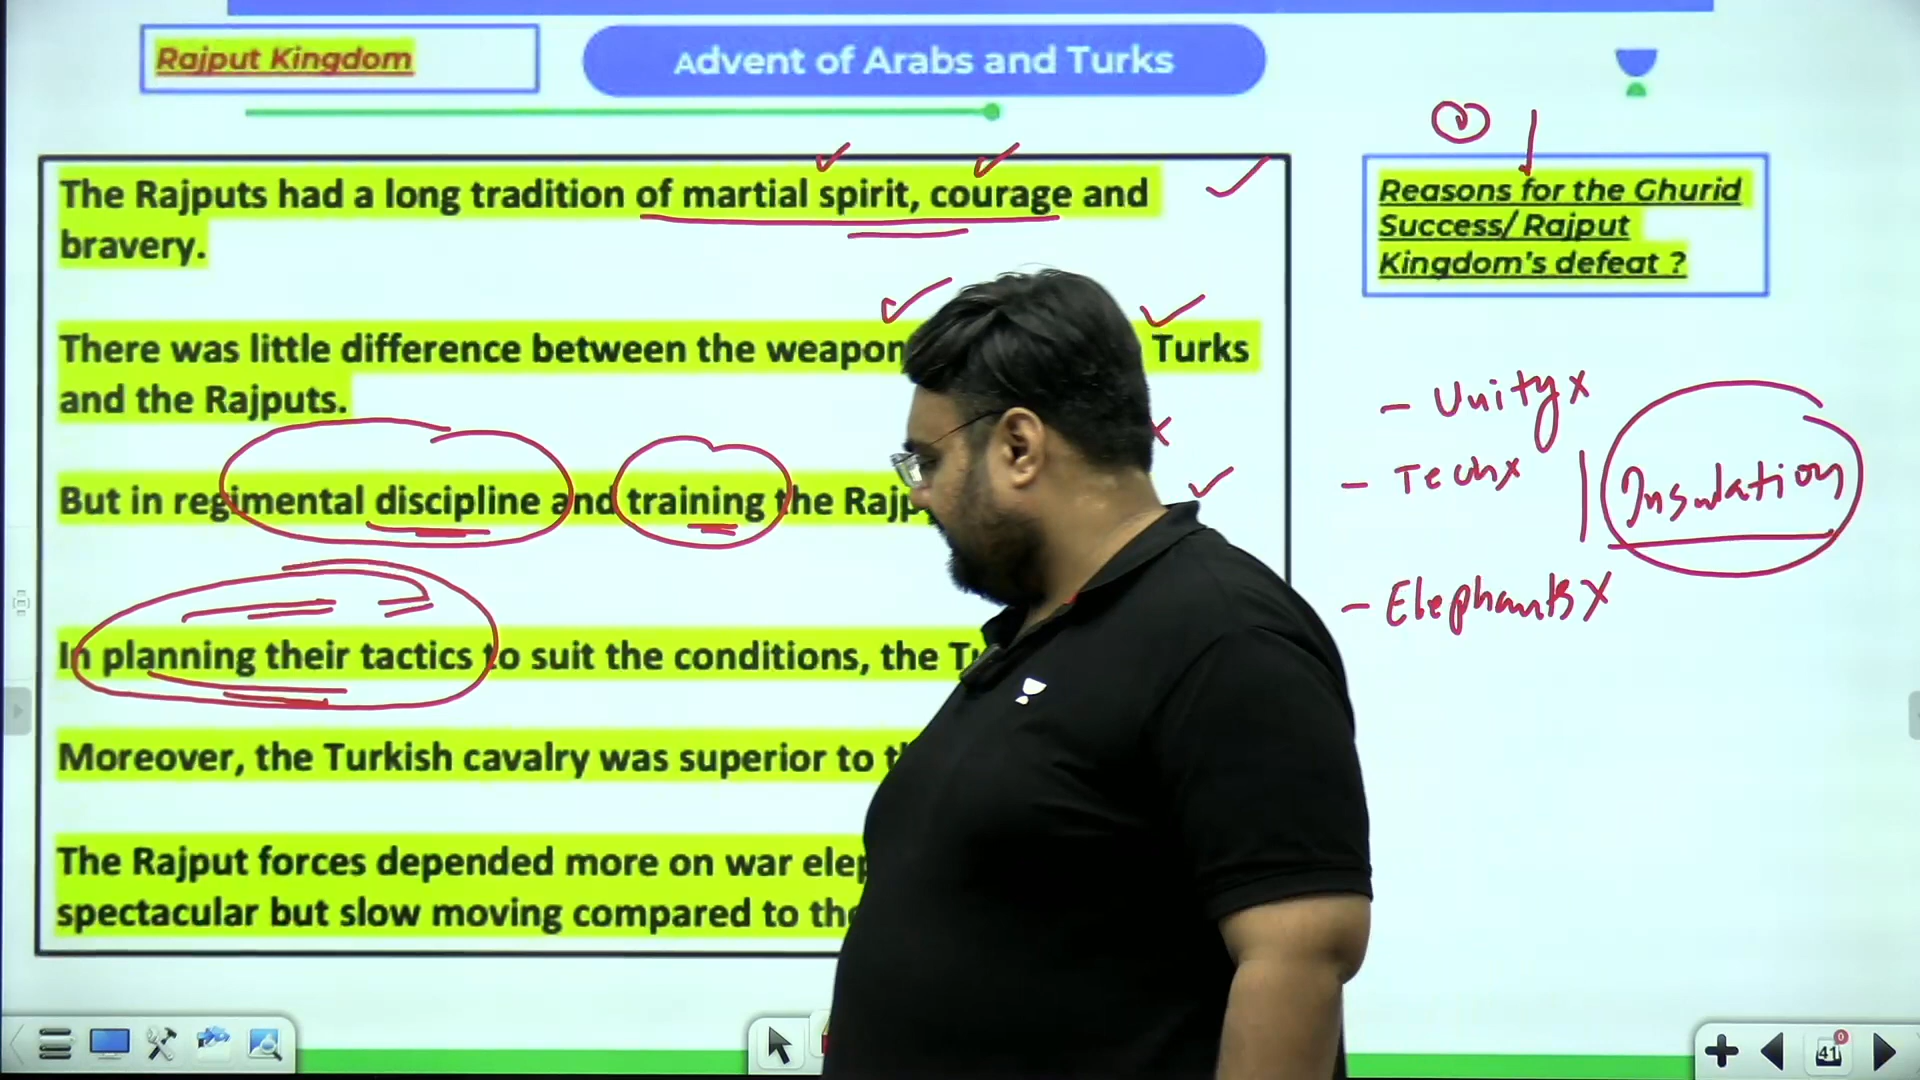 Rajput Kingdom
Advent of Arabs and Turks
The Rajputs had a long tradition of martial spirit, courage and
bravery.
There was little difference between the weapon
Turks
and the Rajputs.
But in regimental discipline and training the
In planning their tactics to suit the conditions, the
Moreover, the Turkish cavalry was superior to
The Rajput forces depended more on war
spectacular but slow moving compared to
Reasons for the Ghurid
Success/ Rajput
Kingdom's defeat ?
- Unity x
- Tech x
Insulation
- Elephants x
41
0